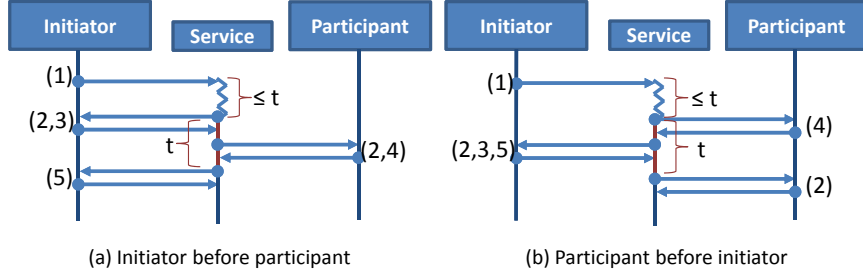 Initiator
Service
Participant
(1)
≤ t
(2,3)
t
(2,4)
(5)
(a) Initiator before participant
Initiator
Service
Participant
(1)
≤ t
(4)
(2,3,5)
t
(2)
(b) Participant before initiator